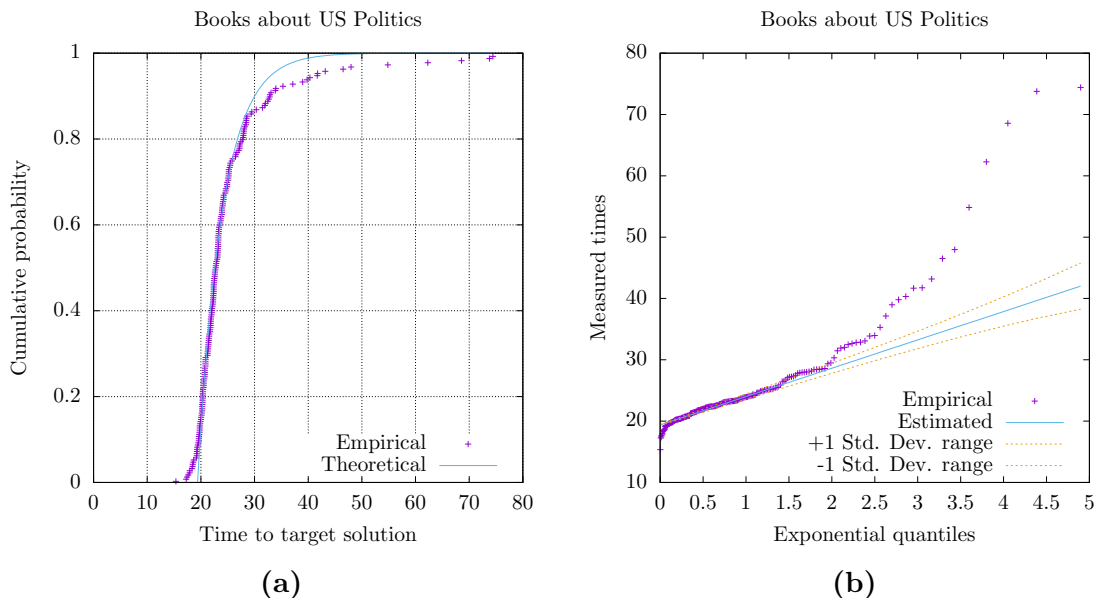 Books about US Politics
1
0.8
0.6
0.4
0.2
0
Cumulative probability
Empirical
Theoretical
0 10 20 30 40 50 60 70 80
Time to target solution
(a)
Books about US Politics
80
70
60
50
40
30
20
10
Measured times
Empirical
Estimated
+1 Std. Dev. range
-1 Std. Dev. range
0 0.5 1 1.5 2 2.5 3 3.5 4 4.5 5
Exponential quantiles
(b)